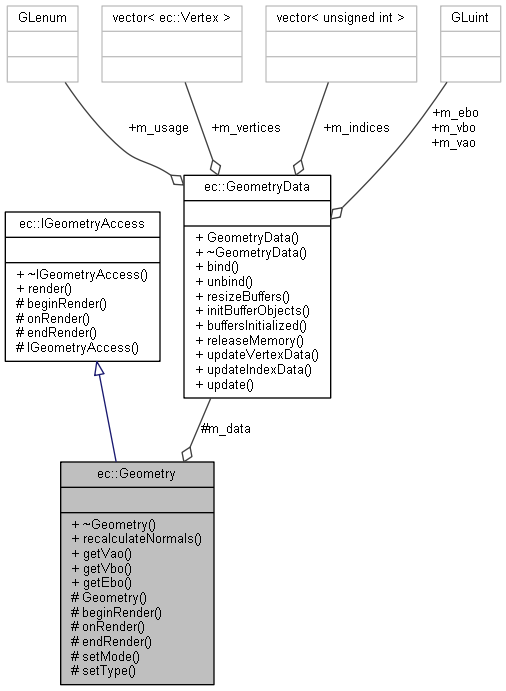 GLenum
vector< ec::Vertex >
vector< unsigned int >
GLuint
+m_usage
+m_vertices
+m_indices
+m_ebo
+m_vbo
+m_vao
ec::GeometryData
+ GeometryData()
+ ~GeometryData()
+ bind()
+ unbind()
+ resizeBuffers()
+ initBufferObjects()
+ buffersInitialized()
+ releaseMemory()
+ updateVertexData()
+ updateIndexData()
+ update()
ec::IGeometryAccess
+ ~IGeometryAccess()
+ render()
# beginRender()
# onRender()
# endRender()
# IGeometryAccess()
#m_data
ec::Geometry
+ ~Geometry()
+ recalculateNormals()
+ getVao()
+ getVbo()
+ getEbo()
# Geometry()
# beginRender()
# onRender()
# endRender()
# setMode()
# setType()